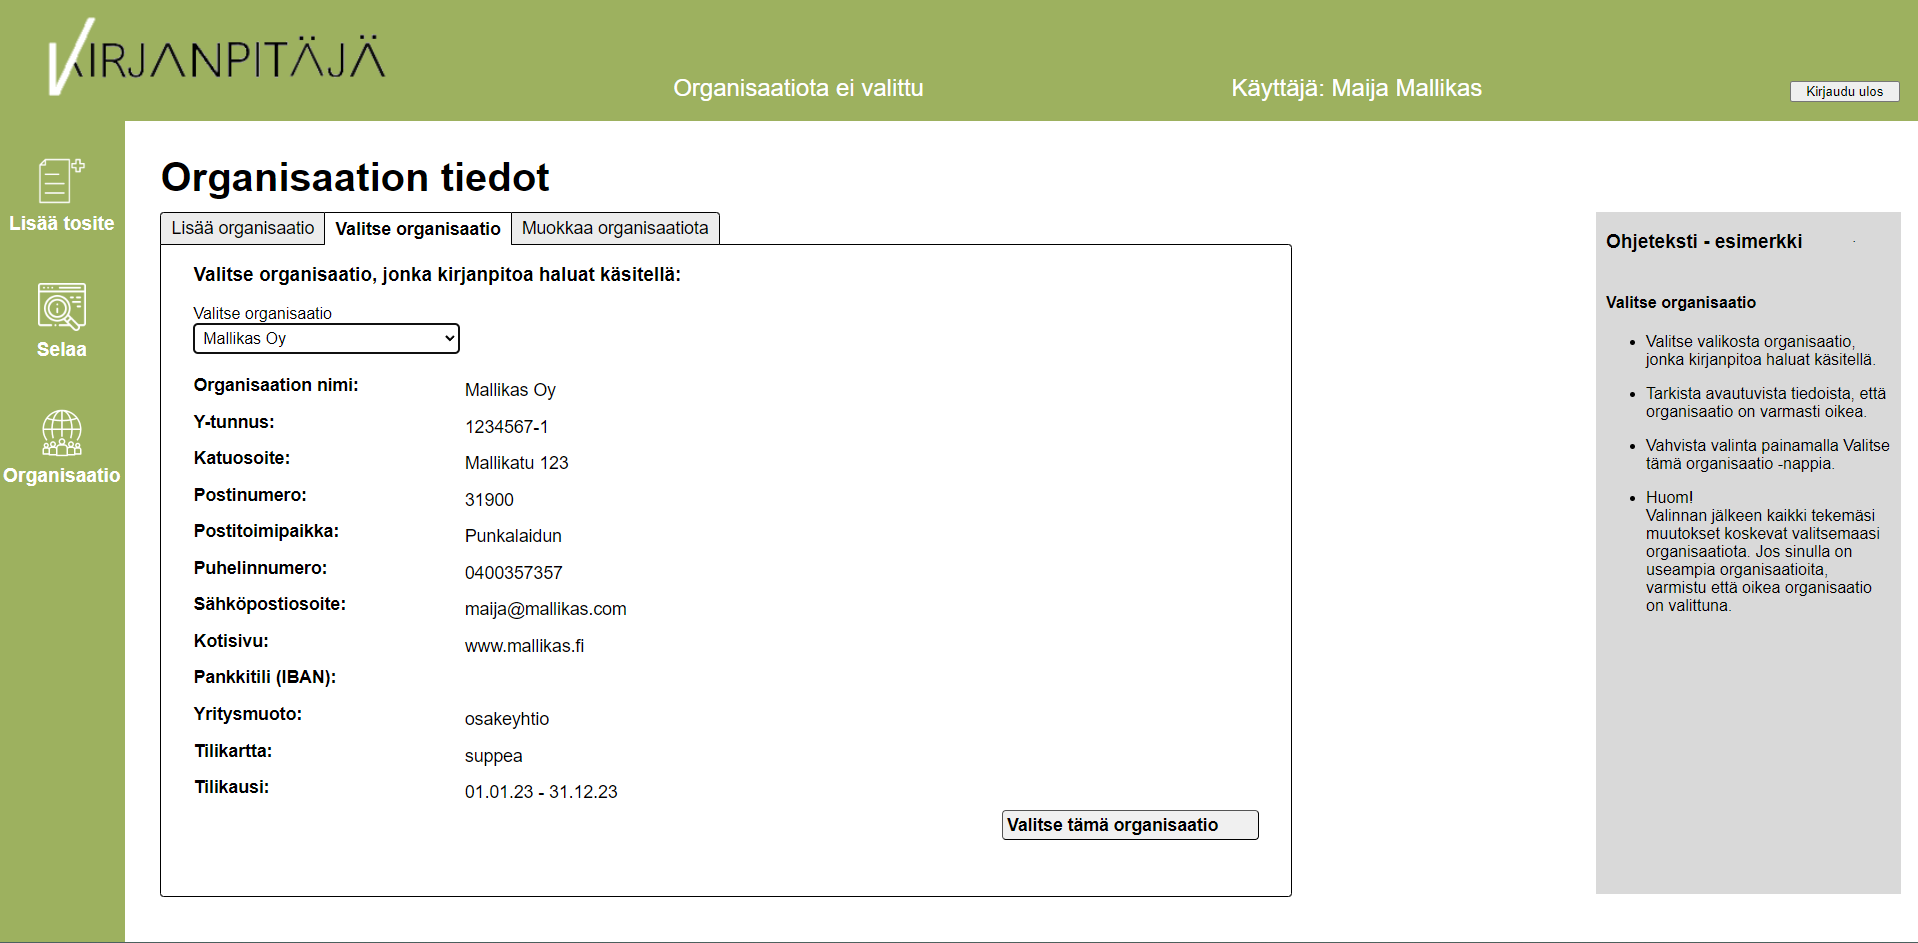 KIRJANPITÄJÄ
Organisaatiota ei valittu
Käyttäjä: Maija Mallikas
Kirjaudu ulos
Lisää tosite
Selaa
Organisaatio
Organisaation tiedot
Lisää organisaatio
Valitse organisaatio
Muokkaa organisaatiota
Valitse organisaatio, jonka kirjanpitoa haluat käsitellä:
Valitse organisaatio
Mallikas Oy
Organisaation nimi: Mallikas Oy
Y-tunnus: 1234567-1
Katuosoite: Mallikatu 123
Postinumero: 31900
Postitoimipaikka: Punkalaidun
Puhelinnumero: 0400357357
Sähköpostiosoite: maija@mallikas.com
Kotisivu: www.mallikas.fi
Pankkitili (IBAN):
Yritysmuoto: osakeyhtio
Tilikartta: suppea
Tilikausi: 01.01.23 - 31.12.23
Valitse tämä organisaatio
Ohjeteksti - esimerkki
Valitse organisaatio
• Valitse valikosta organisaatio,
jonka kirjanpitoa haluat käsitellä.
• Tarkista avautuvista tiedoista, että
organisaatio on varmasti oikea.
• Vahvista valinta painamalla Valitse
tämä organisaatio -nappia.
• Huom!
Valinnan jälkeen kaikki tekemäsi
muutokset koskevat valitsemaasi
organisaatiota. Jos sinulla on
useampia organisaatioita,
varmistu että oikea organisaatio
on valittuna.